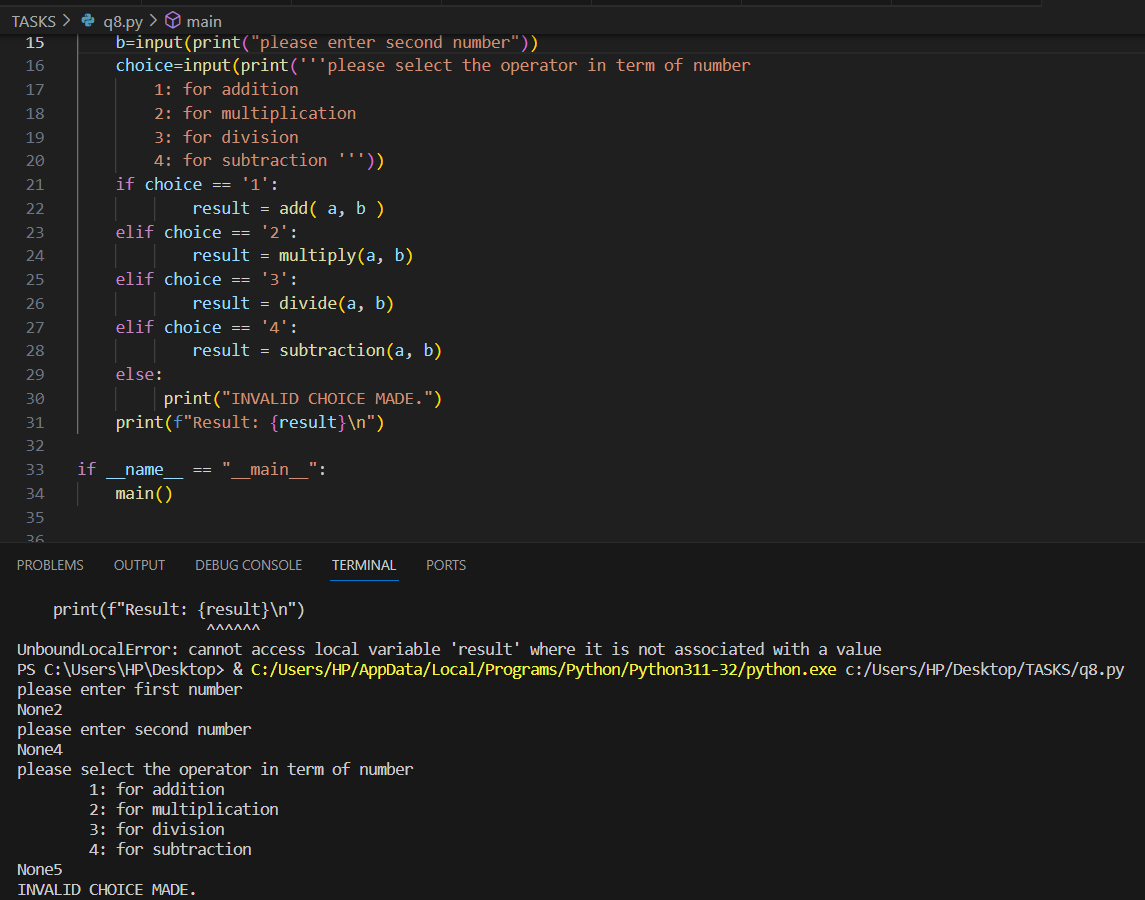 TASKS > q8.py > main
15 b=input(print("please enter second number"))
16 choice=input(print('''please select the operator in term of number
17 1: for addition
18 2: for multiplication
19 3: for division
20 4: for subtraction '''))
21 if choice == '1':
22 result = add( a, b )
23 elif choice == '2':
24 result = multiply(a, b)
25 elif choice == '3':
26 result = divide(a, b)
27 elif choice == '4':
28 result = subtraction(a, b)
29 else:
30 print("INVALID CHOICE MADE.")
31 print(f"Result: {result}\n")
32
33 if __name__ == "__main__":
34 main()
35
36
PROBLEMS OUTPUT DEBUG CONSOLE TERMINAL PORTS
print(f"Result: {result}\n")
^^^^^^
UnboundLocalError: cannot access local variable 'result' where it is not associated with a value
PS C:\Users\HP\Desktop> & C:/Users/HP/AppData/Local/Programs/Python/Python311-32/python.exe c:/Users/HP/Desktop/TASKS/q8.py
please enter first number
None2
please enter second number
None4
please select the operator in term of number
1: for addition
2: for multiplication
3: for division
4: for subtraction
None5
INVALID CHOICE MADE.